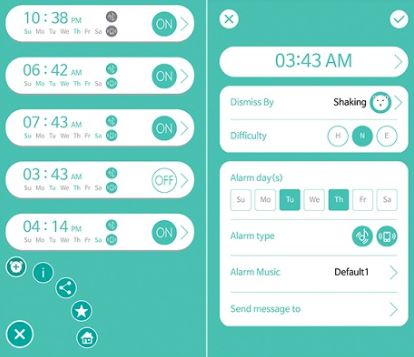 10 : 38 PM
Su Mo Tu We Th Fr Sa
ON
06 : 42 AM
Su Mo Tu We Th Fr Sa
ON
07 : 43 AM
Su Mo Tu We Th Fr Sa
ON
03 : 43 AM
Su Mo Tu We Th Fr Sa
OFF
04 : 14 PM
Su Mo Tu We Th Fr Sa
ON
i
03:43 AM
Dismiss By Shaking
Difficulty H N E
Alarm day(s)
Su Mo Tu We Th Fr Sa
Alarm type
Alarm Music Default1
Send message to